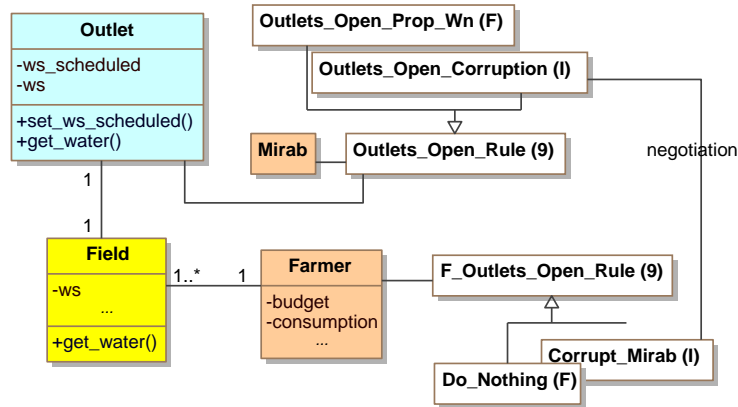 Outlet
-ws_scheduled
-ws
+set_ws_scheduled()
+get_water()
Outlets_Open_Prop_Wn (F)
Outlets_Open_Corruption (I)
Mirab
Outlets_Open_Rule (9)
negotiation
1
1
Field
-ws
...
+get_water()
1..*
1
Farmer
-budget
-consumption
...
F_Outlets_Open_Rule (9)
Corrupt_Mirab (I)
Do_Nothing (F)